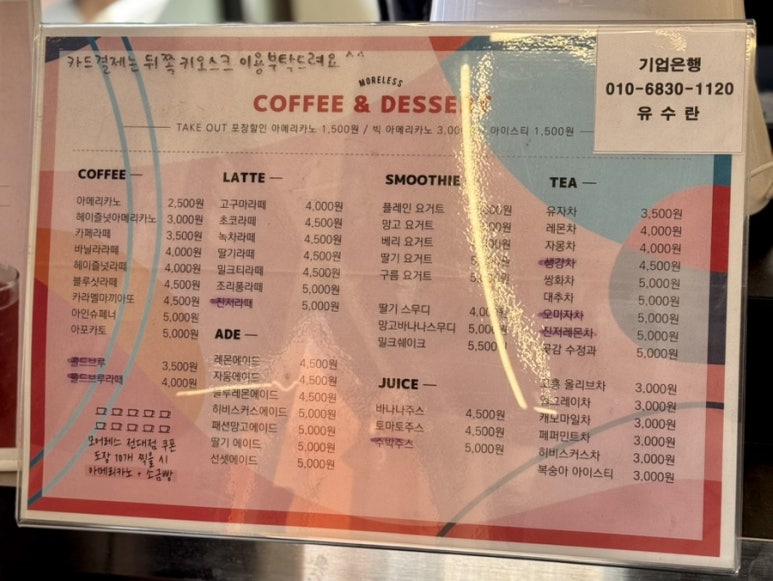 카드결제는 뒤쪽 키오스크 이용부탁드려요 ^^
기업은행
010-6830-1120
유수란
MORELESS
COFFEE & DESSERT
TAKE OUT 포장할인 아메리카노 1,500원 / 빅 아메리카노 3,000원 아이스티 1,500원
COFFEE
아메리카노 2,500원
헤이즐넛아메리카노 3,000원
카페라떼 3,500원
바닐라라떼 4,000원
헤이즐넛라떼 4,000원
블루샷라떼 4,500원
카라멜마끼아또 4,500원
아인슈페너 5,000원
아포카토 5,000원
콜드브루 3,500원
콜드브루라떼 4,000원
모어레스 전대점 쿠폰
도장 10개 찍을 시
아메리카노 + 소금빵
LATTE
고구마라떼 4,000원
초코라떼 4,500원
녹차라떼 4,500원
딸기라떼 4,500원
밀크티라떼 4,500원
조리퐁라떼 5,000원
진저라떼 5,000원
ADE
레몬에이드 4,500원
자몽에이드 4,500원
블루레몬에이드 4,500원
히비스커스에이드 5,000원
패션망고에이드 5,000원
딸기 에이드 5,000원
선셋에이드 5,000원
SMOOTHIE
플레인 요거트
망고 요거트
베리 요거트
딸기 요거트
구름 요거트
딸기 스무디
망고바나나스무디 5,000원
밀크쉐이크 5,500원
JUICE
바나나주스 4,500원
토마토주스 4,500원
수박주스 5,000원
TEA
유자차 3,500원
레몬차 4,000원
자몽차 4,000원
생강차 4,500원
쌍화차 5,000원
대추차 5,000원
오미자차 5,000원
진저레몬차 5,000원
곶감 수정과 5,000원
고흥 올리브차 3,000원
얼그레이차 3,000원
캐모마일차 3,000원
페퍼민트차 3,000원
히비스커스차 3,000원
복숭아 아이스티 3,000원